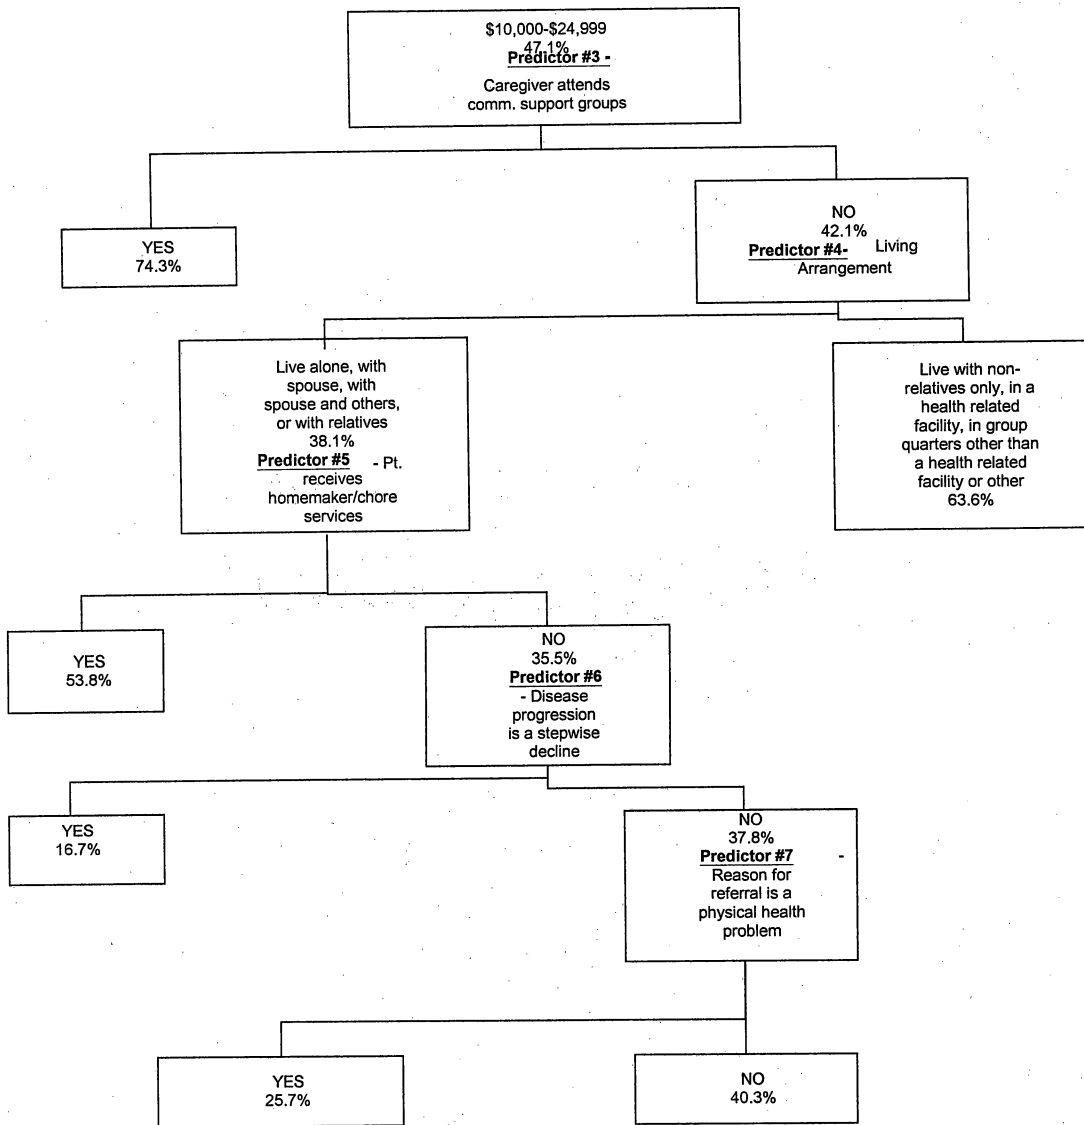 $10,000-$24,999
47.1%
Predictor #3 -
Caregiver attends
comm. support groups
YES
74.3%
NO
42.1%
Predictor #4- Living
Arrangement
Live alone, with
spouse, with
spouse and others,
or with relatives
38.1%
Predictor #5 - Pt.
receives
homemaker/chore
services
Live with non-
relatives only, in a
health related
facility, in group
quarters other than
a health related
facility or other
63.6%
YES
53.8%
NO
35.5%
Predictor #6
- Disease
progression
is a stepwise
decline
YES
16.7%
NO
37.8%
Predictor #7 -
Reason for
referral is a
physical health
problem
YES
25.7%
NO
40.3%